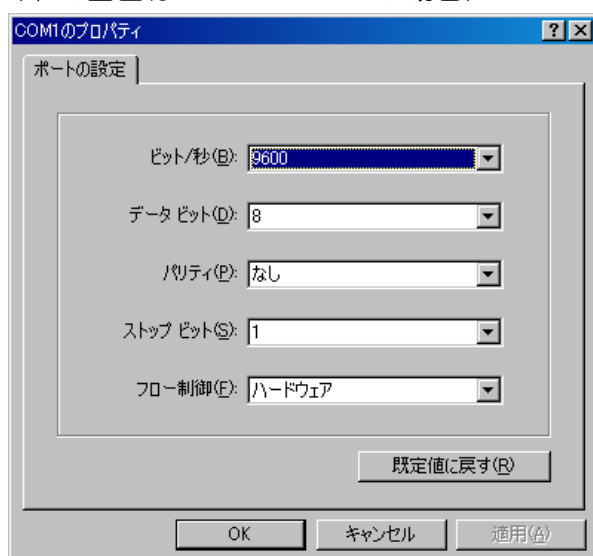 COM1のプロパティ
ポートの設定
ビット/秒(B): 9600
データ ビット(D): 8
パリティ(P): なし
ストップ ビット(S): 1
フロー制御(F): ハードウェア
既定値に戻す(R)
OK キャンセル 適用(A)